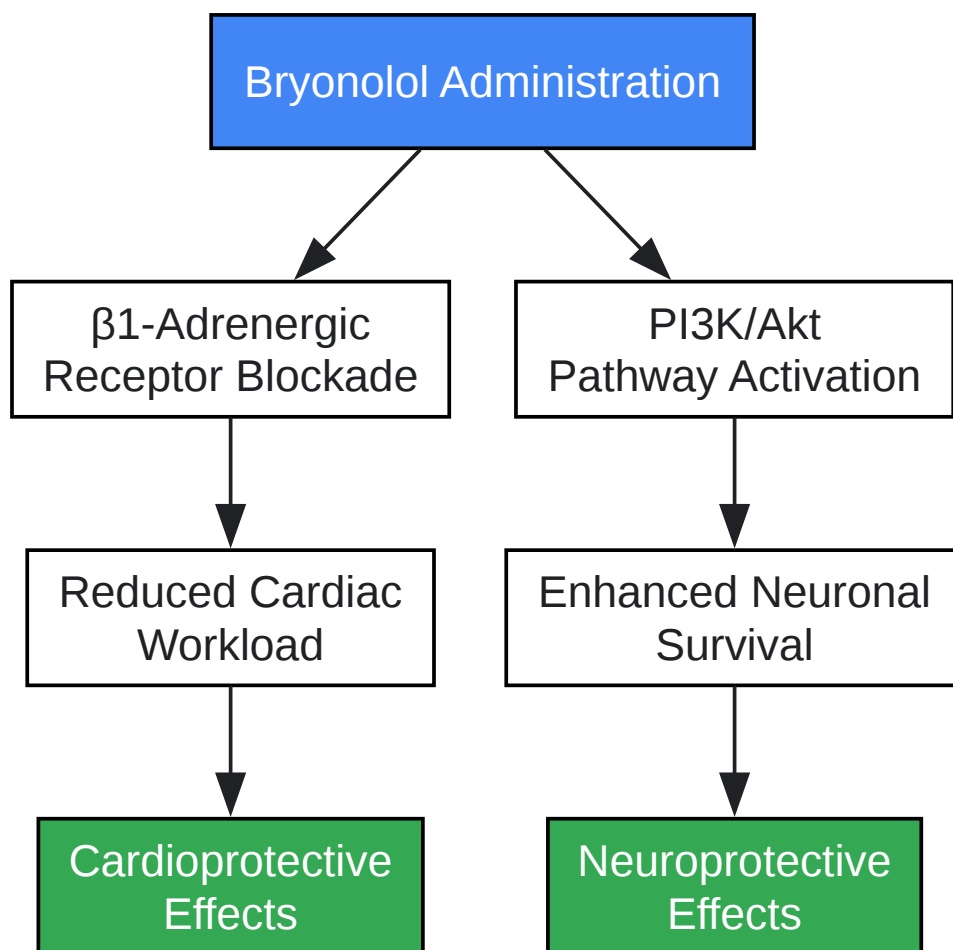 Bryonolol Administration
β1-Adrenergic
Receptor Blockade
PI3K/Akt
Pathway Activation
Reduced Cardiac
Workload
Enhanced Neuronal
Survival
Cardioprotective
Effects
Neuroprotective
Effects